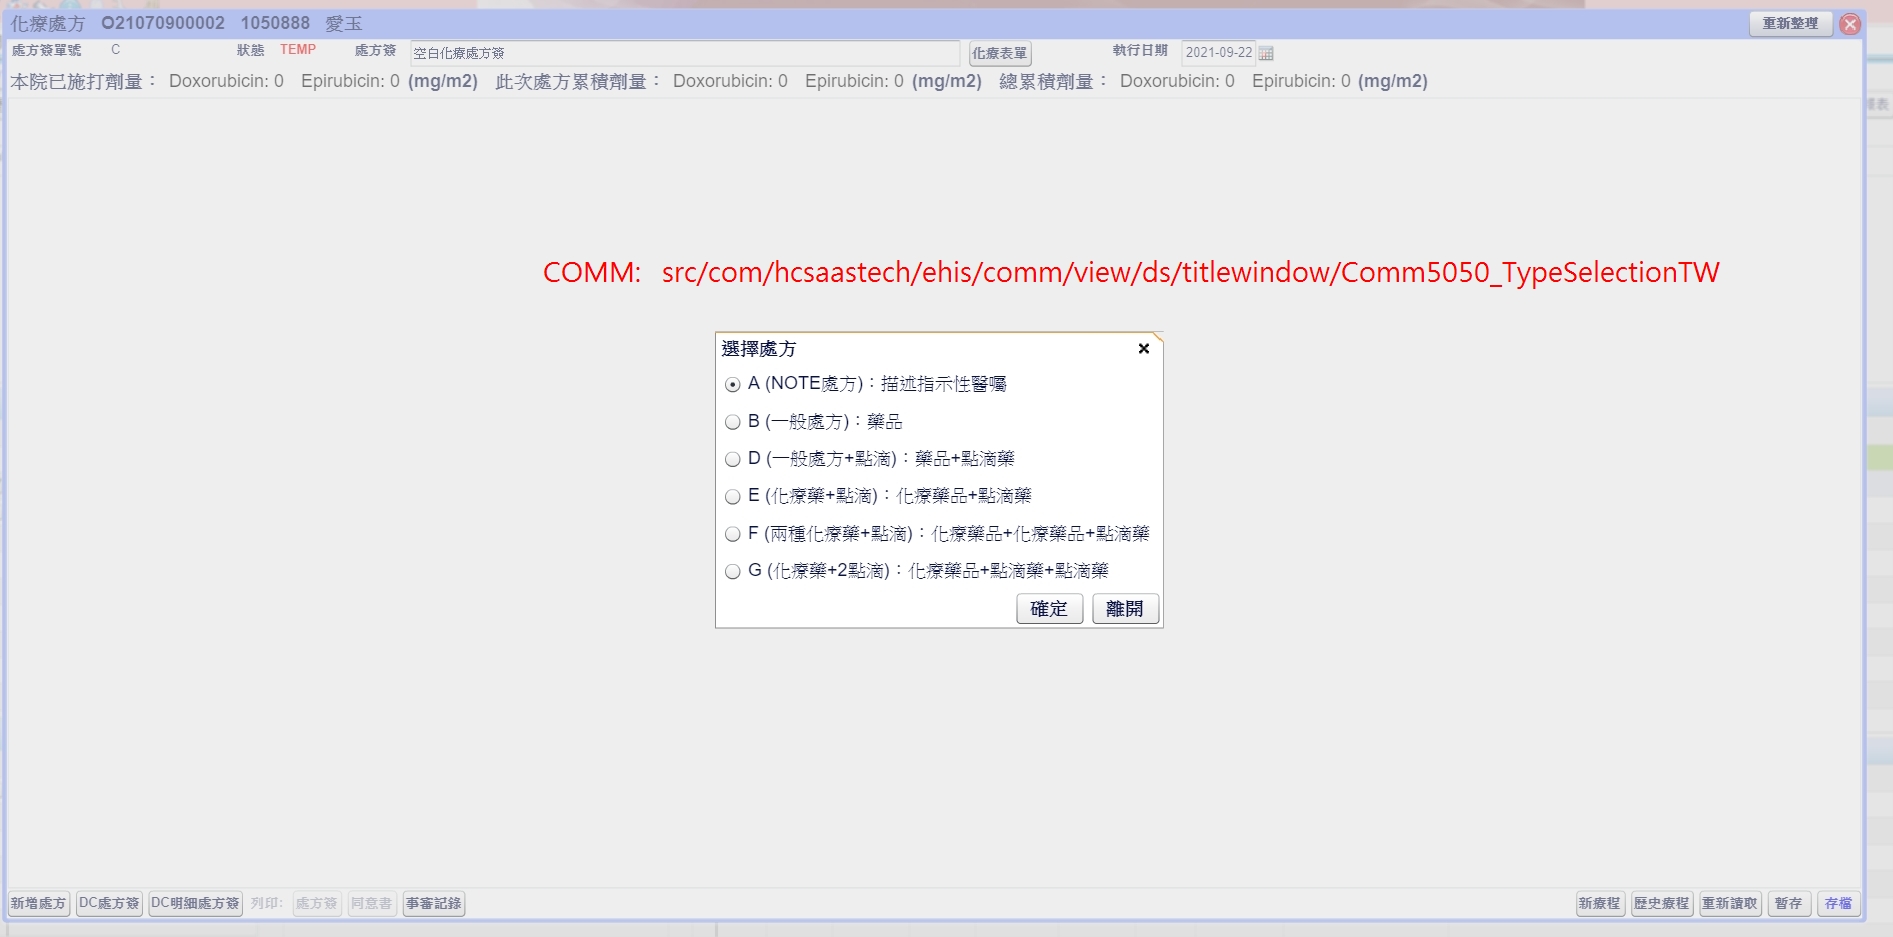 化療處方 O21070900002 1050888 愛玉 重新整理
處方簽單號 C 狀態 TEMP 處方簽 空白化療處方簽 化療表單 執行日期 2021-09-22
本院已施打劑量： Doxorubicin: 0 Epirubicin: 0 (mg/m2) 此次處方累積劑量： Doxorubicin: 0 Epirubicin: 0 (mg/m2) 總累積劑量： Doxorubicin: 0 Epirubicin: 0 (mg/m2)
COMM: src/com/hcsaastech/ehis/comm/view/ds/titlewindow/Comm5050_TypeSelectionTW
選擇處方
A (NOTE處方)：描述指示性醫囑
B (一般處方)：藥品
D (一般處方+點滴)：藥品+點滴藥
E (化療藥+點滴)：化療藥品+點滴藥
F (兩種化療藥+點滴)：化療藥品+化療藥品+點滴藥
G (化療藥+2點滴)：化療藥品+點滴藥+點滴藥
確定 離開
新增處方 DC處方簽 DC明細處方簽 列印: 處方簽 同意書 事審記錄 新療程 歷史療程 重新讀取 暫存 存檔